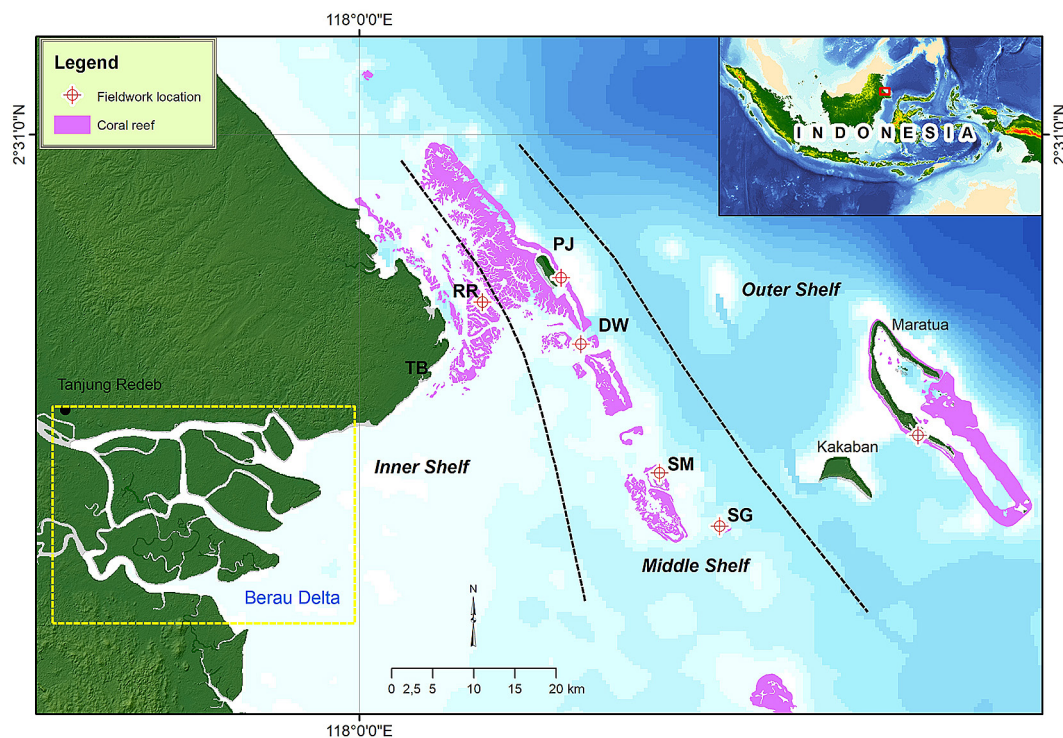 118°0'0"E
Legend
Fieldwork location
Coral reef
INDONESIA
2°31'0"N
2°31'0"N
PJ
RR
Outer Shelf
DW
Maratua
TB
Tanjung Redeb
Inner Shelf
Kakaban
SM
SG
Middle Shelf
Berau Delta
N
0 2,5 5 10 15 20 km
118°0'0"E